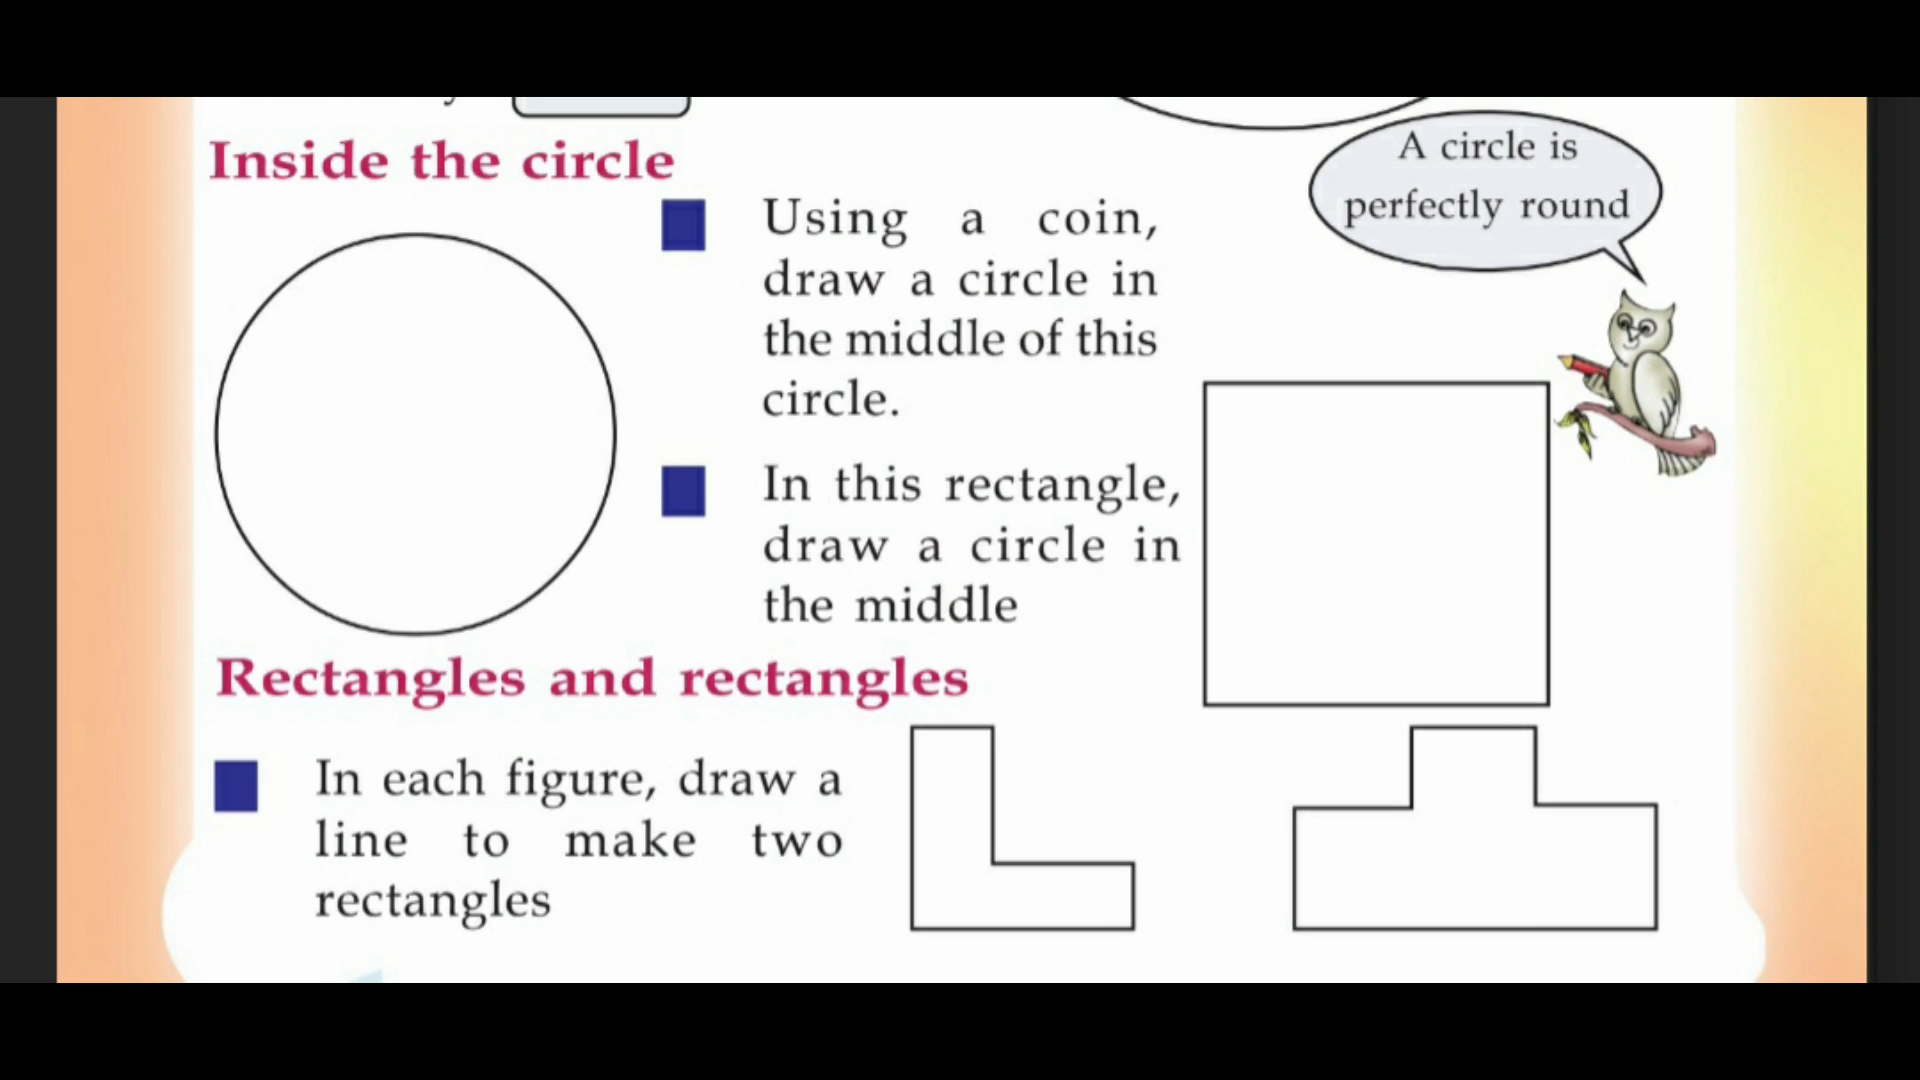 Inside the circle
A circle is
perfectly round
Using a coin,
draw a circle in
the middle of this
circle.
In this rectangle,
draw a circle in
the middle
Rectangles and rectangles
In each figure, draw a
line to make two
rectangles